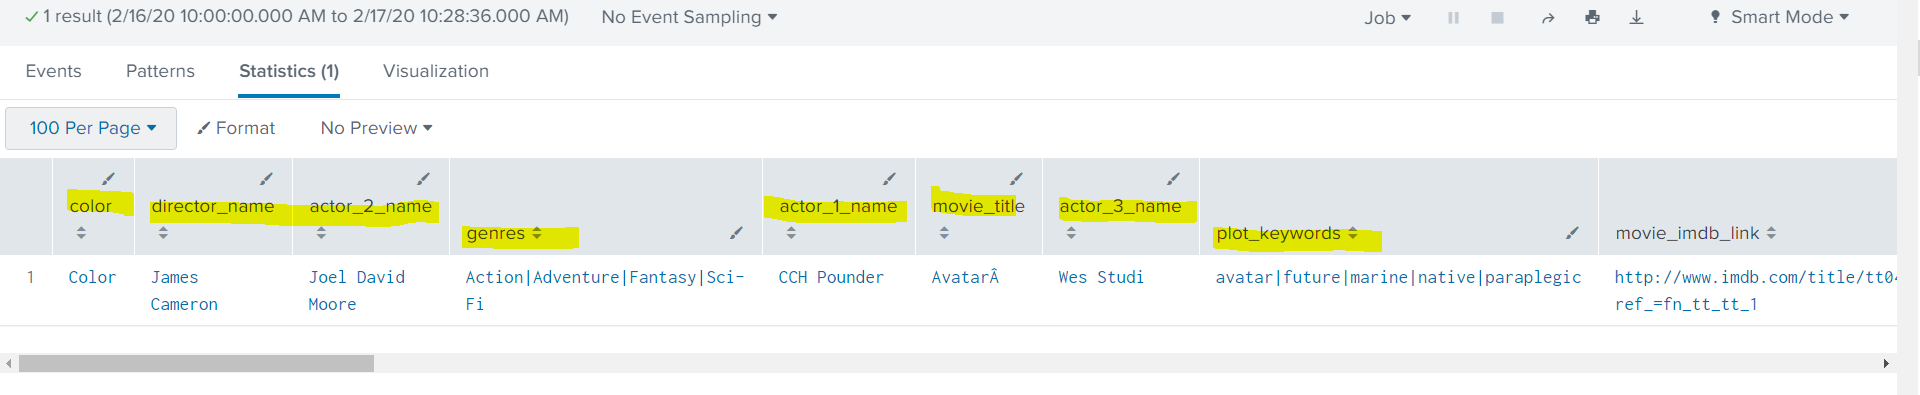 1 result (2/16/20 10:00:00.000 AM to 2/17/20 10:28:36.000 AM) No Event Sampling Job Smart Mode
Events Patterns Statistics (1) Visualization
100 Per Page Format No Preview
color director_name actor_2_name genres actor_1_name movie_title actor_3_name plot_keywords movie_imdb_link
1 Color James Joel David Action|Adventure|Fantasy|Sci- CCH Pounder AvatarÂ Wes Studi avatar|future|marine|native|paraplegic http://www.imdb.com/title/tt04
Cameron Moore Fi ref_=fn_tt_tt_1